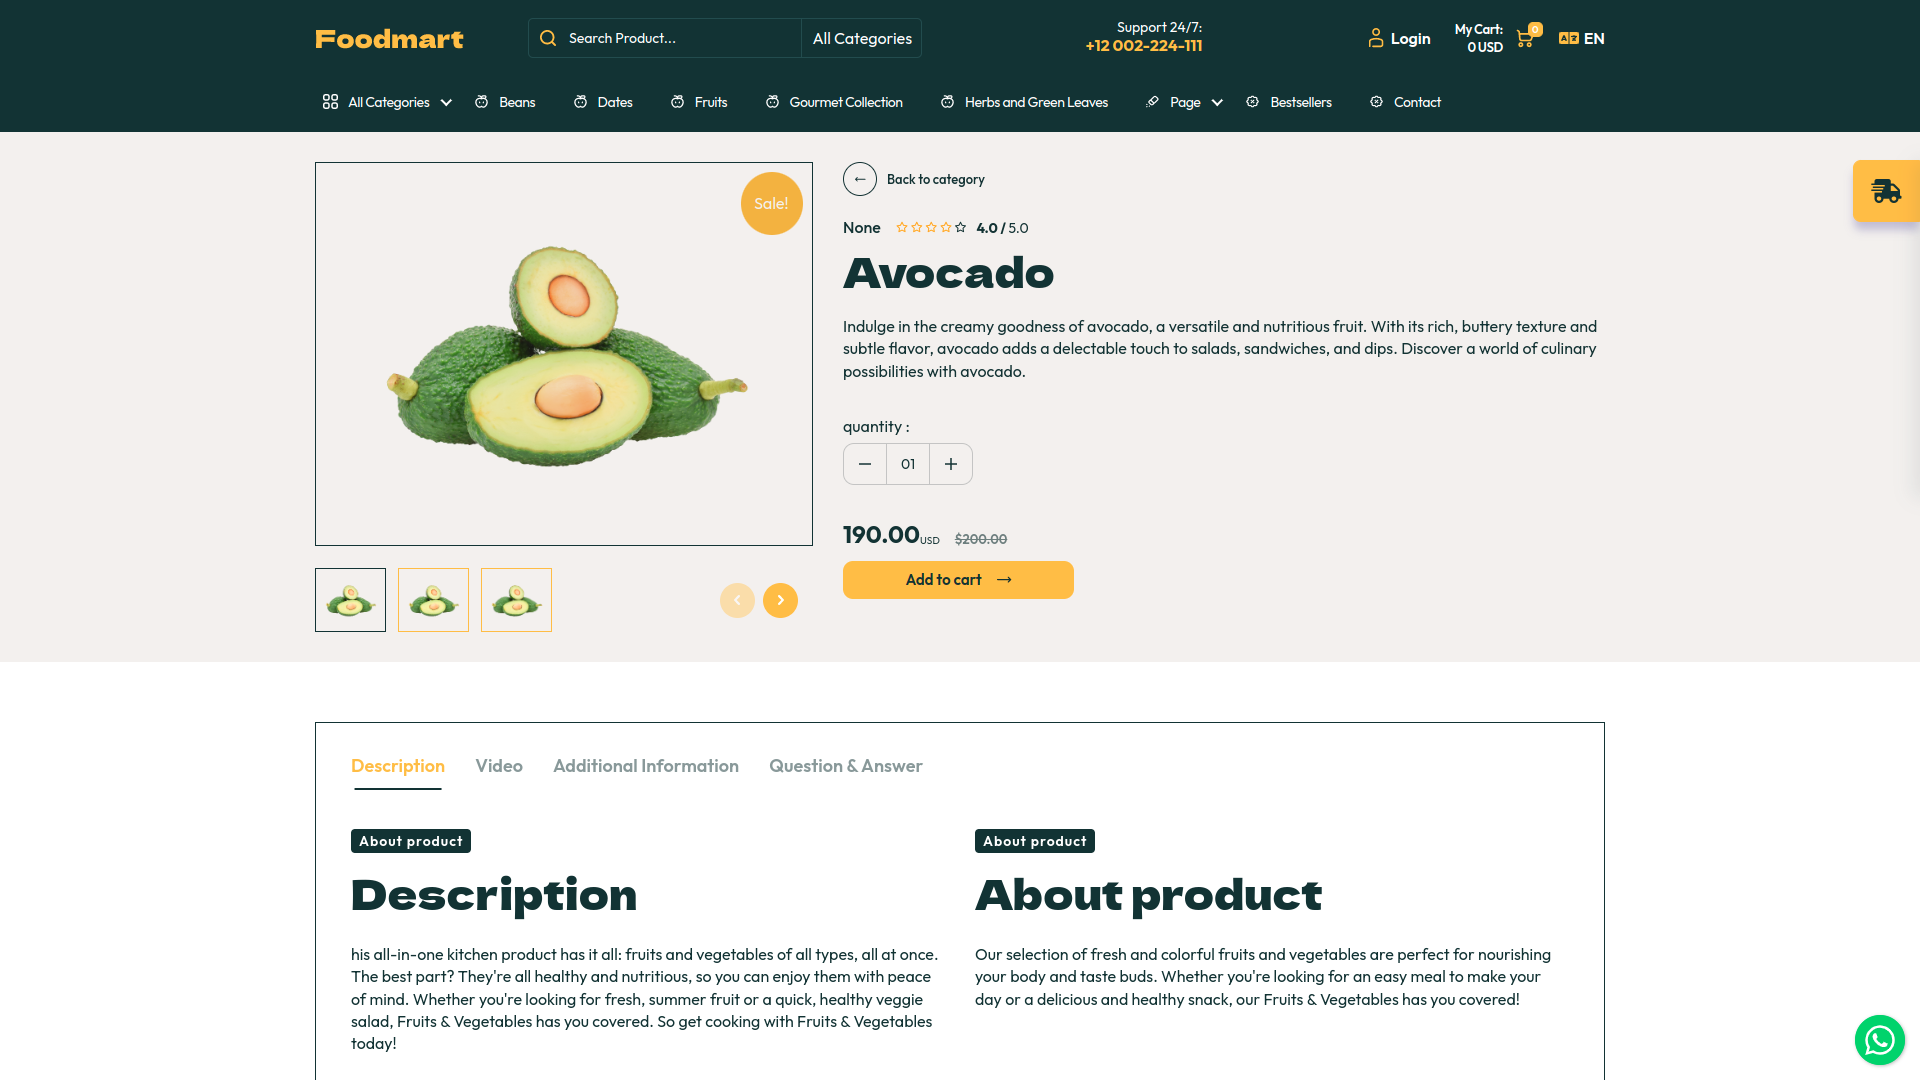 Foodmart
Search Product...
All Categories
Support 24/7:
+12 002-224-111
Login
My Cart:
0 USD
0
EN
All Categories
Beans
Dates
Fruits
Gourmet Collection
Herbs and Green Leaves
Page
Bestsellers
Contact
Sale!
Back to category
None
4.0 / 5.0
Avocado
Indulge in the creamy goodness of avocado, a versatile and nutritious fruit. With its rich, buttery texture and
subtle flavor, avocado adds a delectable touch to salads, sandwiches, and dips. Discover a world of culinary
possibilities with avocado.
quantity :
01
190.00 USD $200.00
Add to cart
Description
Video
Additional Information
Question & Answer
About product
Description
his all-in-one kitchen product has it all: fruits and vegetables of all types, all at once.
The best part? They're all healthy and nutritious, so you can enjoy them with peace
of mind. Whether you're looking for fresh, summer fruit or a quick, healthy veggie
salad, Fruits & Vegetables has you covered. So get cooking with Fruits & Vegetables
today!
About product
About product
Our selection of fresh and colorful fruits and vegetables are perfect for nourishing
your body and taste buds. Whether you're looking for an easy meal to make your
day or a delicious and healthy snack, our Fruits & Vegetables has you covered!